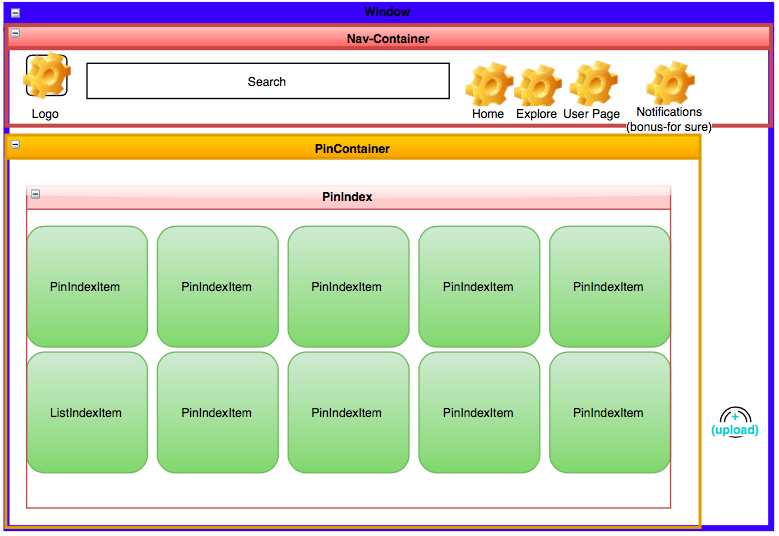 Window
Nav-Container
Search
Logo
Home
Explore
User Page
Notifications
(bonus-for sure)
PinContainer
PinIndex
PinIndexItem
PinIndexItem
PinIndexItem
PinIndexItem
PinIndexItem
ListIndexItem
PinIndexItem
PinIndexItem
PinIndexItem
PinIndexItem
+
(upload)